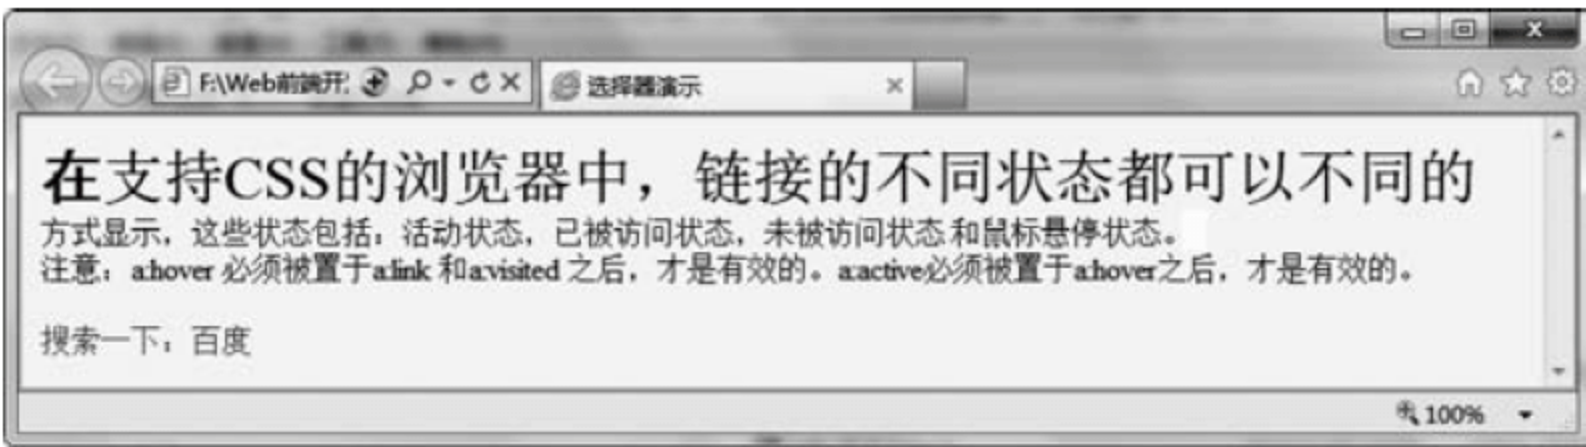 F:\Web前端开
选择器演示
在支持CSS的浏览器中，链接的不同状态都可以不同的
方式显示，这些状态包括：活动状态，已被访问状态，未被访问状态和鼠标悬停状态。
注意：a:hover 必须被置于a:link 和a:visited 之后，才是有效的。a:active必须被置于a:hover之后，才是有效的。
搜索一下：百度
100%